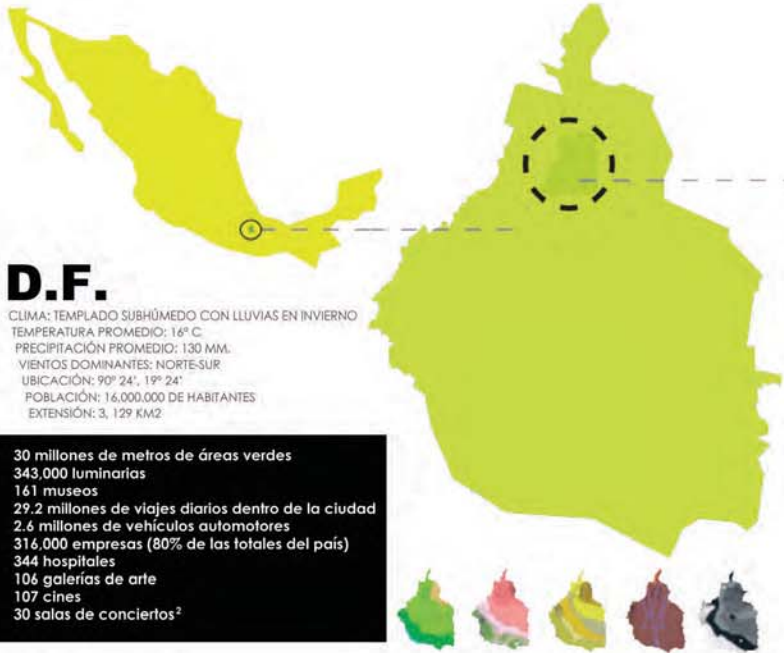 D.F.
CLIMA: TEMPLADO SUBHÚMEDO CON LLUVIAS EN INVIERNO
TEMPERATURA PROMEDIO: 16º C
PRECIPITACIÓN PROMEDIO: 130 MM.
VIENTOS DOMINANTES: NORTE-SUR
UBICACIÓN: 90º 24', 19º 24'
POBLACIÓN: 16,000.000 DE HABITANTES
EXTENSIÓN: 3, 129 KM2
30 millones de metros de áreas verdes
343,000 luminarias
161 museos
29.2 millones de viajes diarios dentro de la ciudad
2.6 millones de vehículos automotores
316,000 empresas (80% de las totales del país)
344 hospitales
106 galerías de arte
107 cines
30 salas de conciertos²